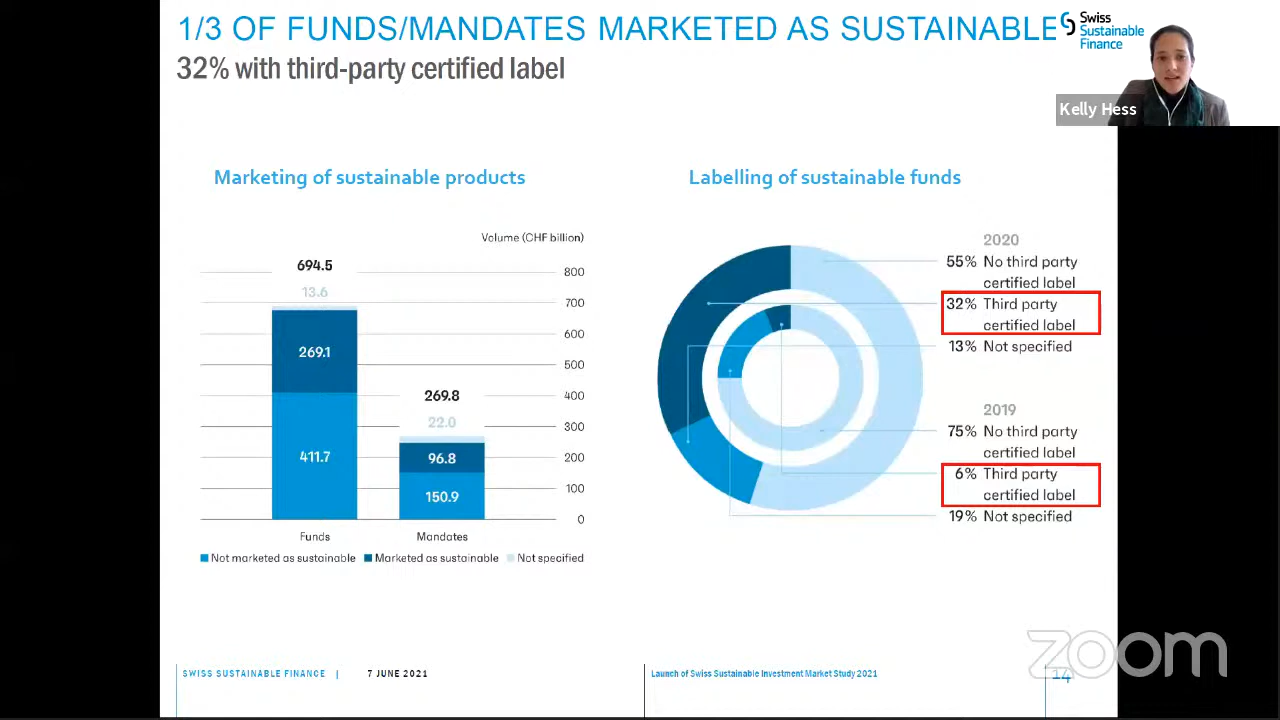 1/3 OF FUNDS/MANDATES MARKETED AS SUSTAINABLE
32% with third-party certified label
Swiss
Sustainable
Finance
Kelly Hess
Marketing of sustainable products
Volume (CHF billion)
694.5
13.6
269.1
411.7
269.8
22.0
96.8
150.9
800
700
600
500
400
300
200
100
0
Funds
Mandates
Not marketed as sustainable
Marketed as sustainable
Not specified
Labelling of sustainable funds
2020
55% No third party
certified label
32% Third party
certified label
13% Not specified
2019
75% No third party
certified label
6% Third party
certified label
19% Not specified
SWISS SUSTAINABLE FINANCE | 7 JUNE 2021
Launch of Swiss Sustainable Investment Market Study 2021
14
zoom